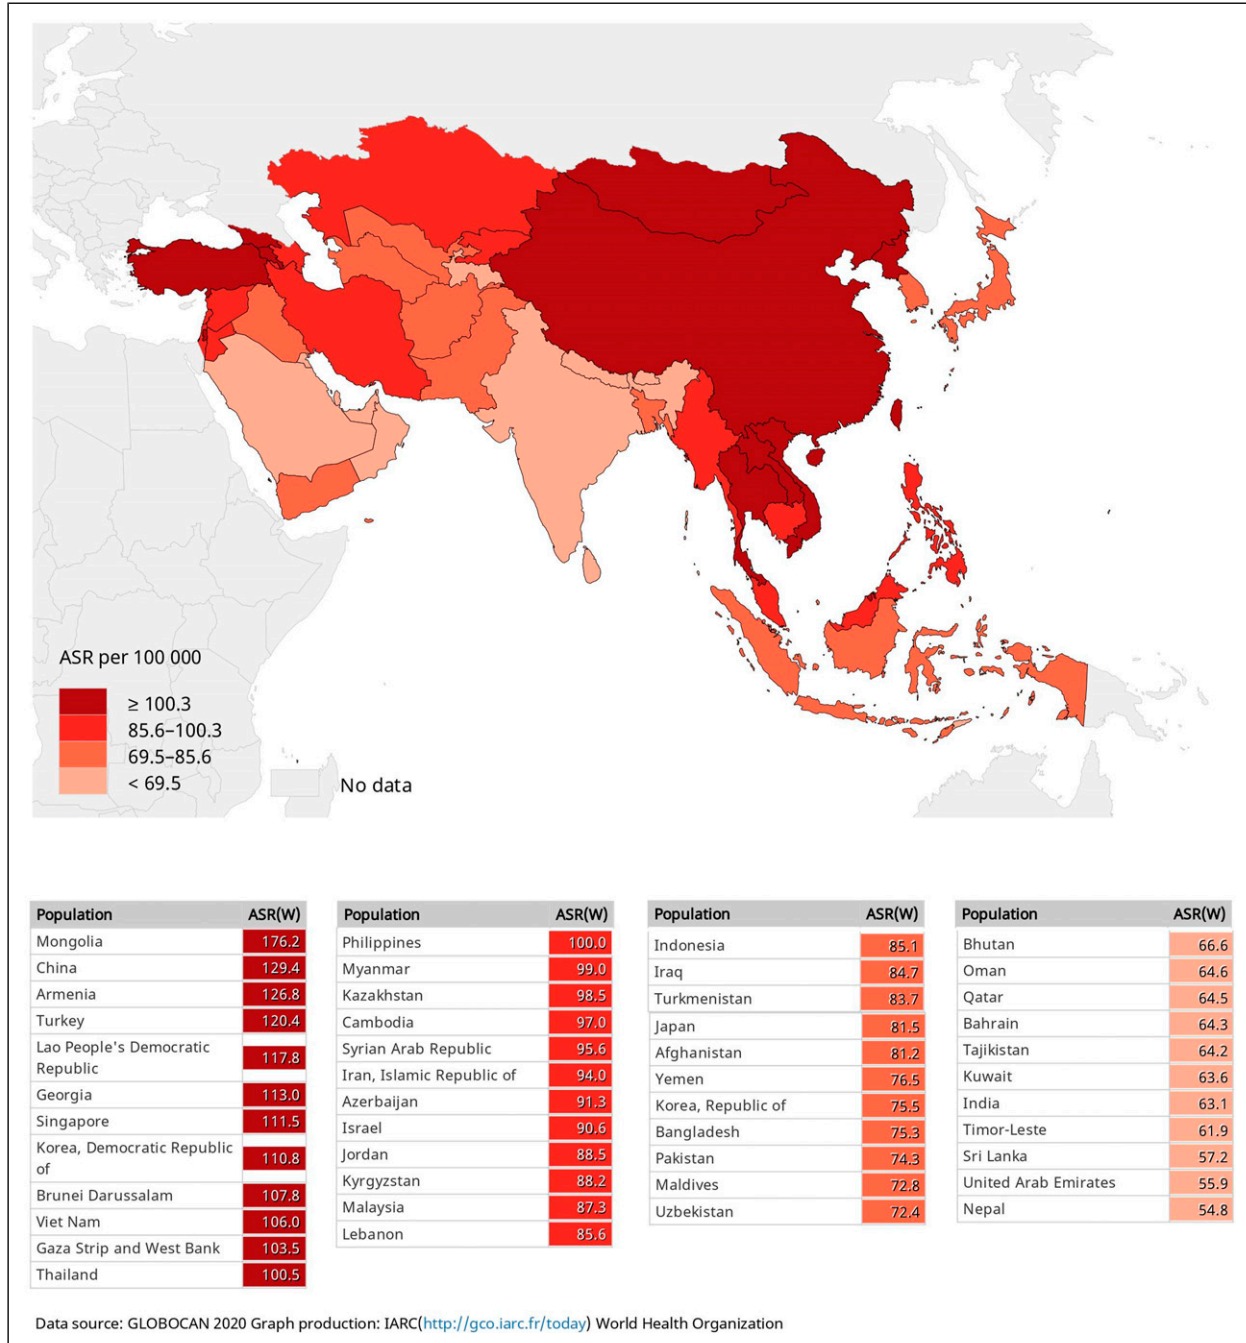 ASR per 100 000
≥ 100.3
85.6–100.3
69.5–85.6
< 69.5
No data
Population ASR(W)
Mongolia 176.2
China 129.4
Armenia 126.8
Turkey 120.4
Lao People's Democratic
Republic 117.8
Georgia 113.0
Singapore 111.5
Korea, Democratic Republic
of 110.8
Brunei Darussalam 107.8
Viet Nam 106.0
Gaza Strip and West Bank 103.5
Thailand 100.5
Population ASR(W)
Philippines 100.0
Myanmar 99.0
Kazakhstan 98.5
Cambodia 97.0
Syrian Arab Republic 95.6
Iran, Islamic Republic of 94.0
Azerbaijan 91.3
Israel 90.6
Jordan 88.5
Kyrgyzstan 88.2
Malaysia 87.3
Lebanon 85.6
Population ASR(W)
Indonesia 85.1
Iraq 84.7
Turkmenistan 83.7
Japan 81.5
Afghanistan 81.2
Yemen 76.5
Korea, Republic of 75.5
Bangladesh 75.3
Pakistan 74.3
Maldives 72.8
Uzbekistan 72.4
Population ASR(W)
Bhutan 66.6
Oman 64.6
Qatar 64.5
Bahrain 64.3
Tajikistan 64.2
Kuwait 63.6
India 63.1
Timor-Leste 61.9
Sri Lanka 57.2
United Arab Emirates 55.9
Nepal 54.8
Data source: GLOBOCAN 2020 Graph production: IARC(http://gco.iarc.fr/today) World Health Organization